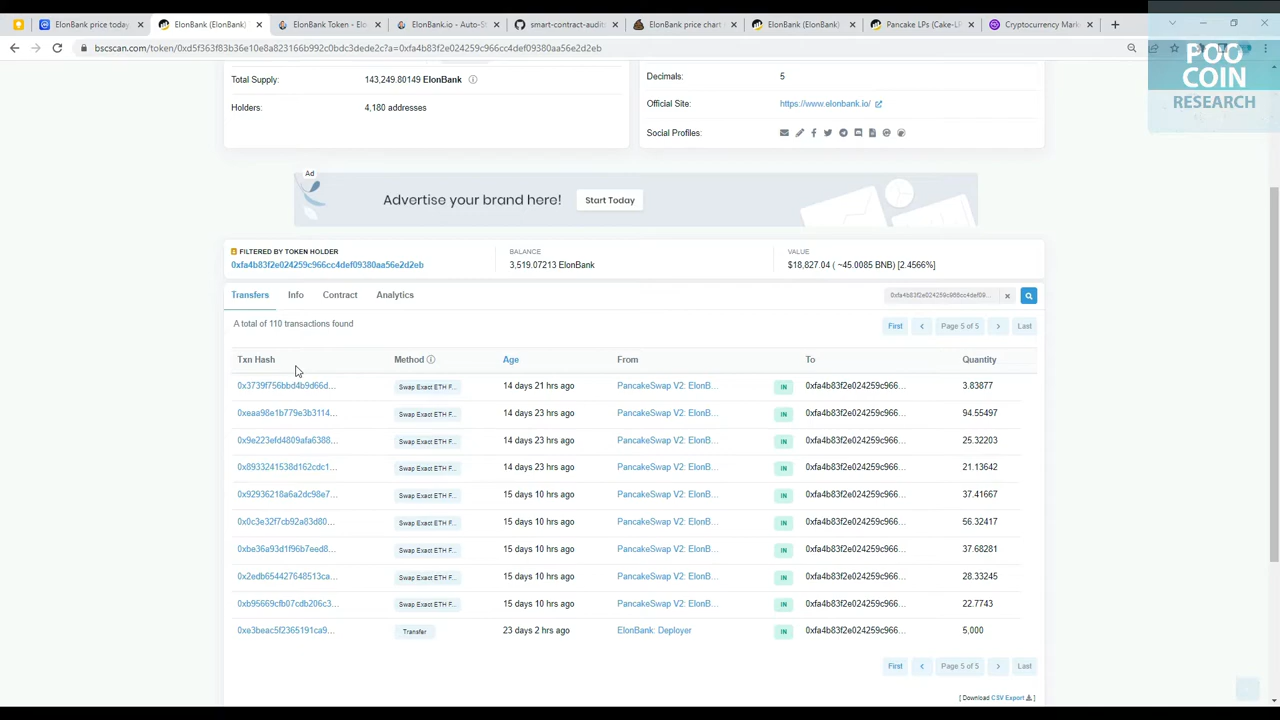 ElonBank price today
ElonBank (ElonBank)
ElonBank Token - Elo
ElonBank.io - Auto-S
smart-contract-audit
ElonBank price chart
ElonBank (ElonBank)
Pancake LPs (Cake-L
Cryptocurrency Mark
bscscan.com/token/0xd5f363f83b36e10e8a823166b992c0bdc3dede2c?a=0xfa4b83f2e024259c966cc4def09380aa56e2d2eb
POO
COIN
RESEARCH
Total Supply: 143,249.80149 ElonBank
Holders: 4,180 addresses
Decimals: 5
Official Site: https://www.elonbank.io/
Social Profiles:
Ad
Advertise your brand here! Start Today
FILTERED BY TOKEN HOLDER
0xfa4b83f2e024259c966cc4def09380aa56e2d2eb
BALANCE
3,519.07213 ElonBank
VALUE
$18,827.04 ( ~45.0085 BNB) [2.4566%]
Transfers Info Contract Analytics
0xfa4b83f2e024259c966cc4def09...
A total of 110 transactions found
First Page 5 of 5 Last
Txn Hash Method Age From To Quantity
0x3739f756bbd4b9d66d... Swap Exact ETH F... 14 days 21 hrs ago PancakeSwap V2: ElonB... IN 0xfa4b83f2e024259c966... 3.83877
0xeaa98e1b779e3b3114... Swap Exact ETH F... 14 days 23 hrs ago PancakeSwap V2: ElonB... IN 0xfa4b83f2e024259c966... 94.55497
0x9e223efd4809afa6388... Swap Exact ETH F... 14 days 23 hrs ago PancakeSwap V2: ElonB... IN 0xfa4b83f2e024259c966... 25.32203
0x8933241538d162cdc1... Swap Exact ETH F... 14 days 23 hrs ago PancakeSwap V2: ElonB... IN 0xfa4b83f2e024259c966... 21.13642
0x92936218a6a2dc98e7... Swap Exact ETH F... 15 days 10 hrs ago PancakeSwap V2: ElonB... IN 0xfa4b83f2e024259c966... 37.41667
0x0c3e32f7cb92a83d80... Swap Exact ETH F... 15 days 10 hrs ago PancakeSwap V2: ElonB... IN 0xfa4b83f2e024259c966... 56.32417
0xbe36a93d1f96b7eed8... Swap Exact ETH F... 15 days 10 hrs ago PancakeSwap V2: ElonB... IN 0xfa4b83f2e024259c966... 37.68281
0x2edb654427648513ca... Swap Exact ETH F... 15 days 10 hrs ago PancakeSwap V2: ElonB... IN 0xfa4b83f2e024259c966... 28.33245
0xb95669cfb07cdb206c3... Swap Exact ETH F... 15 days 10 hrs ago PancakeSwap V2: ElonB... IN 0xfa4b83f2e024259c966... 22.7743
0xe3beac5f2365191ca9... Transfer 23 days 2 hrs ago ElonBank: Deployer IN 0xfa4b83f2e024259c966... 5,000
First Page 5 of 5 Last
[ Download CSV Export ]